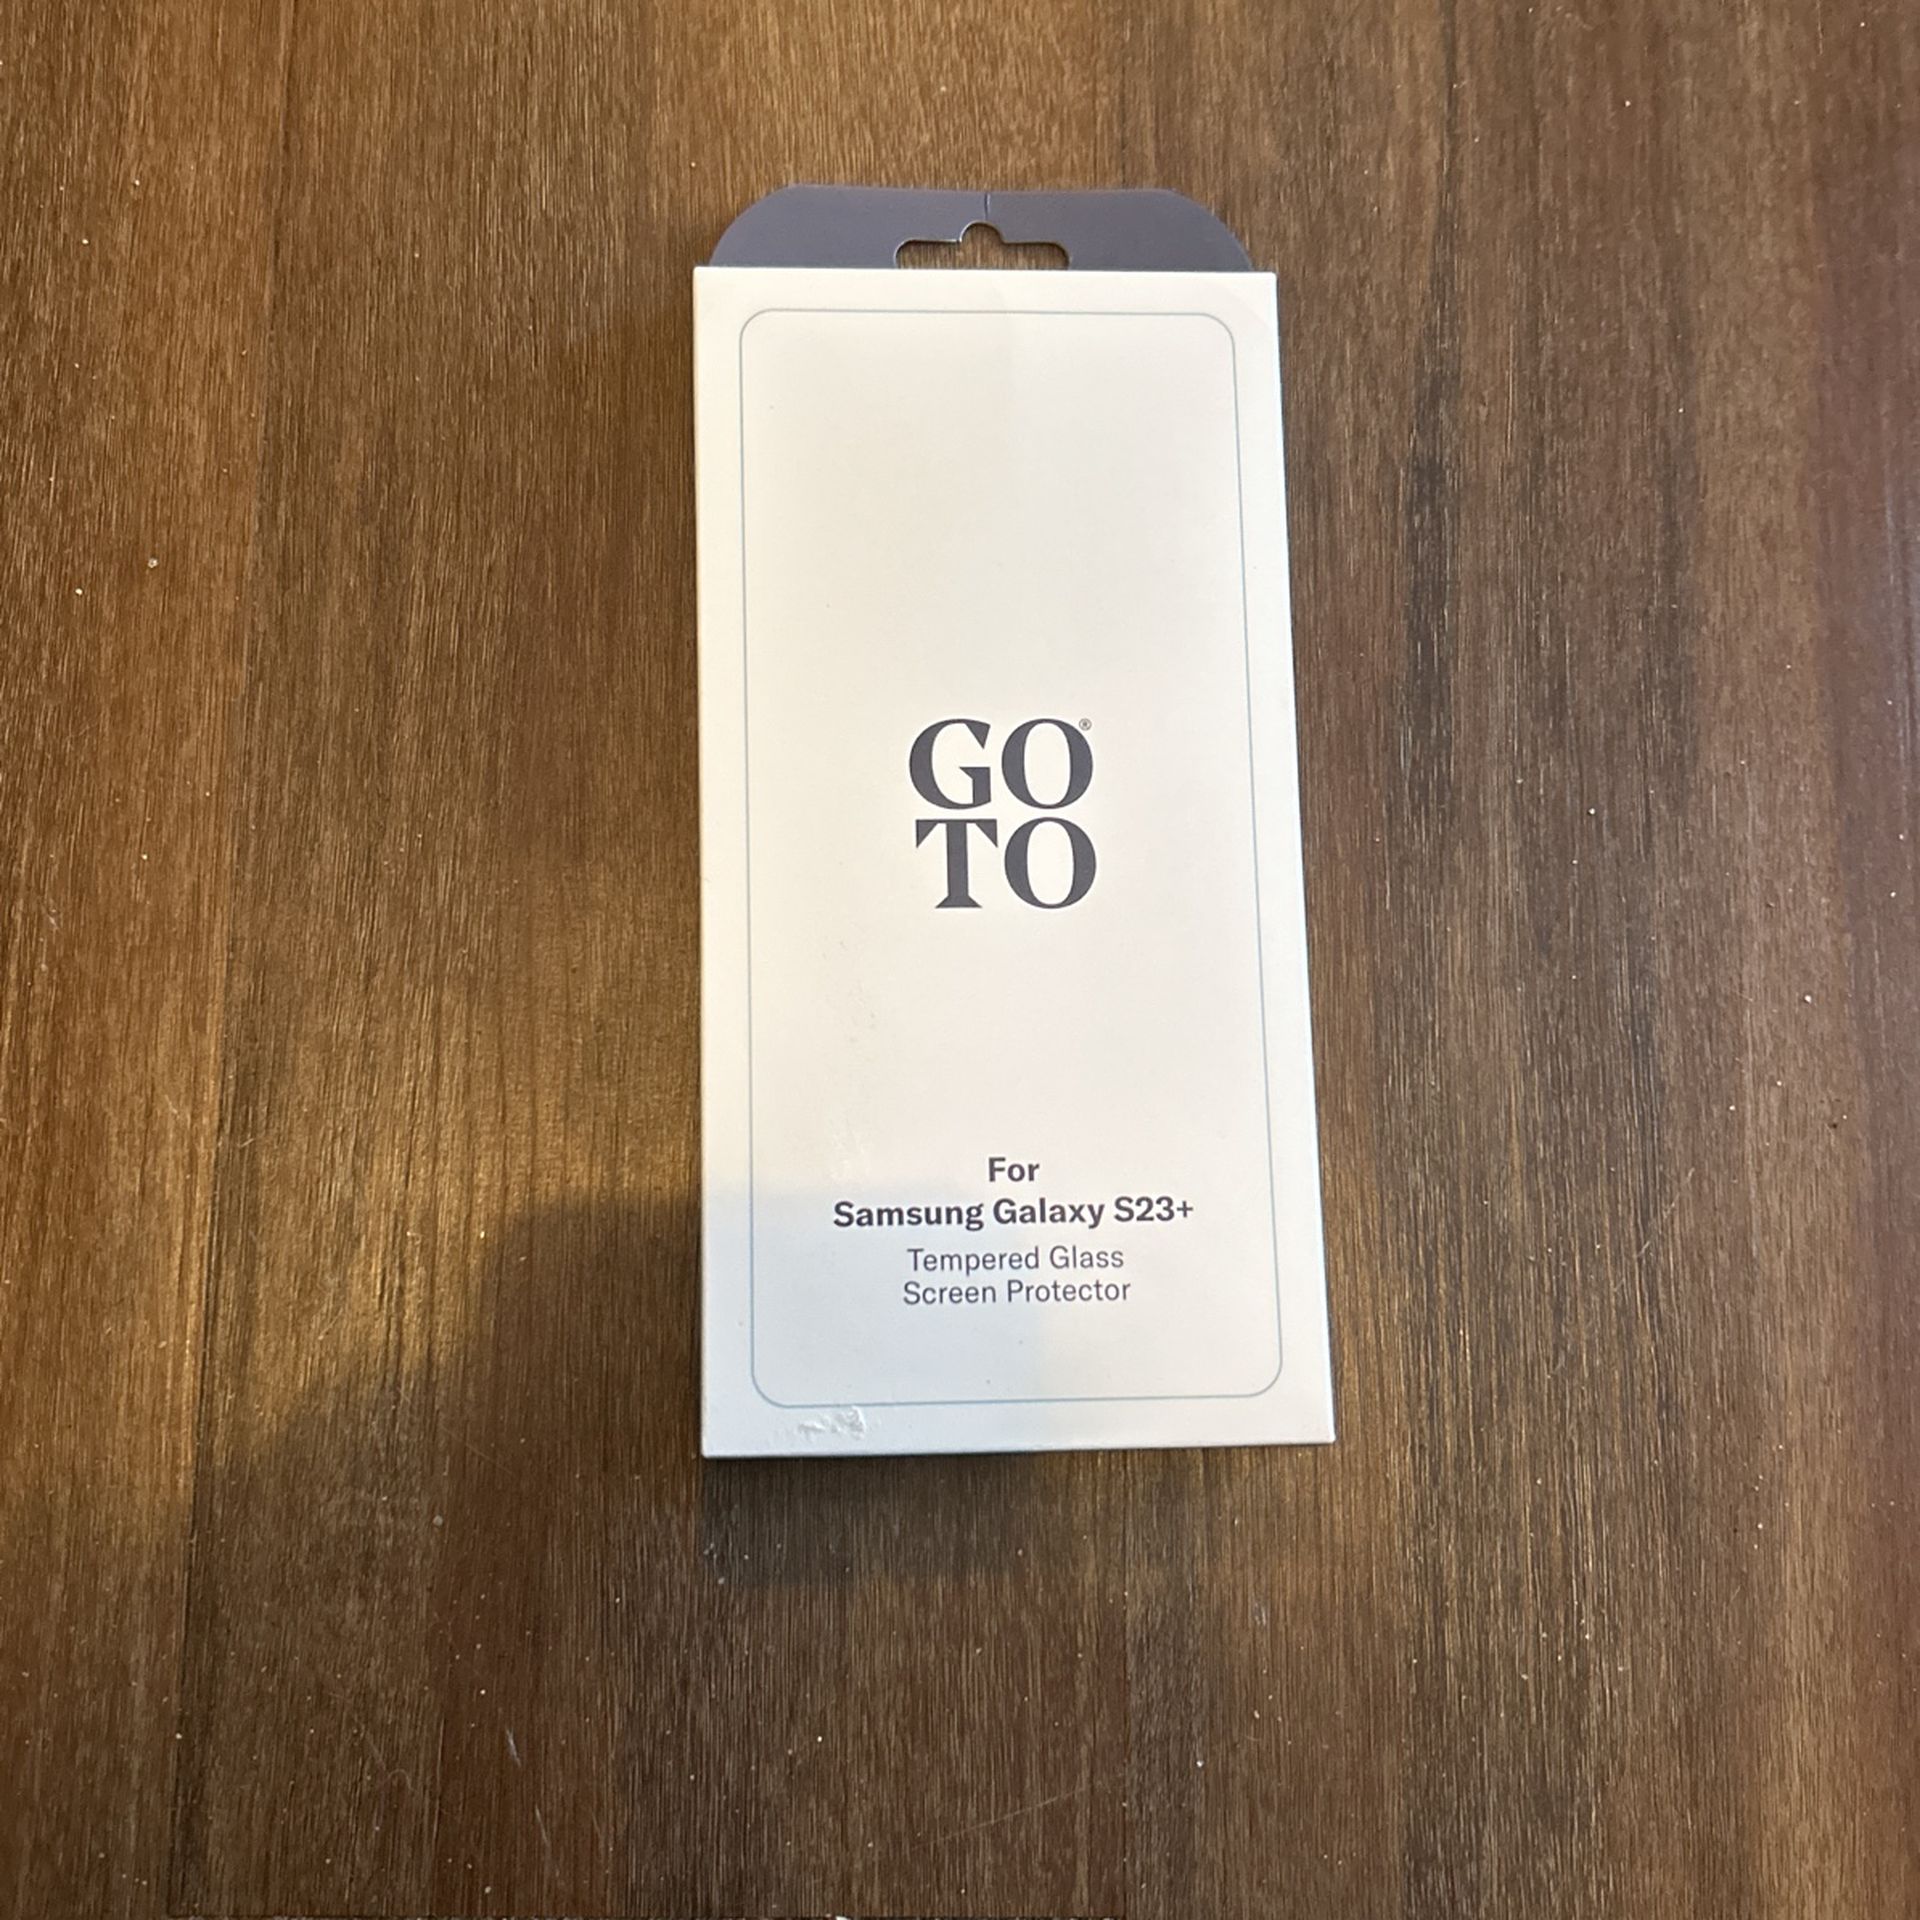 GO®
TO
For
Samsung Galaxy S23+
Tempered Glass
Screen Protector